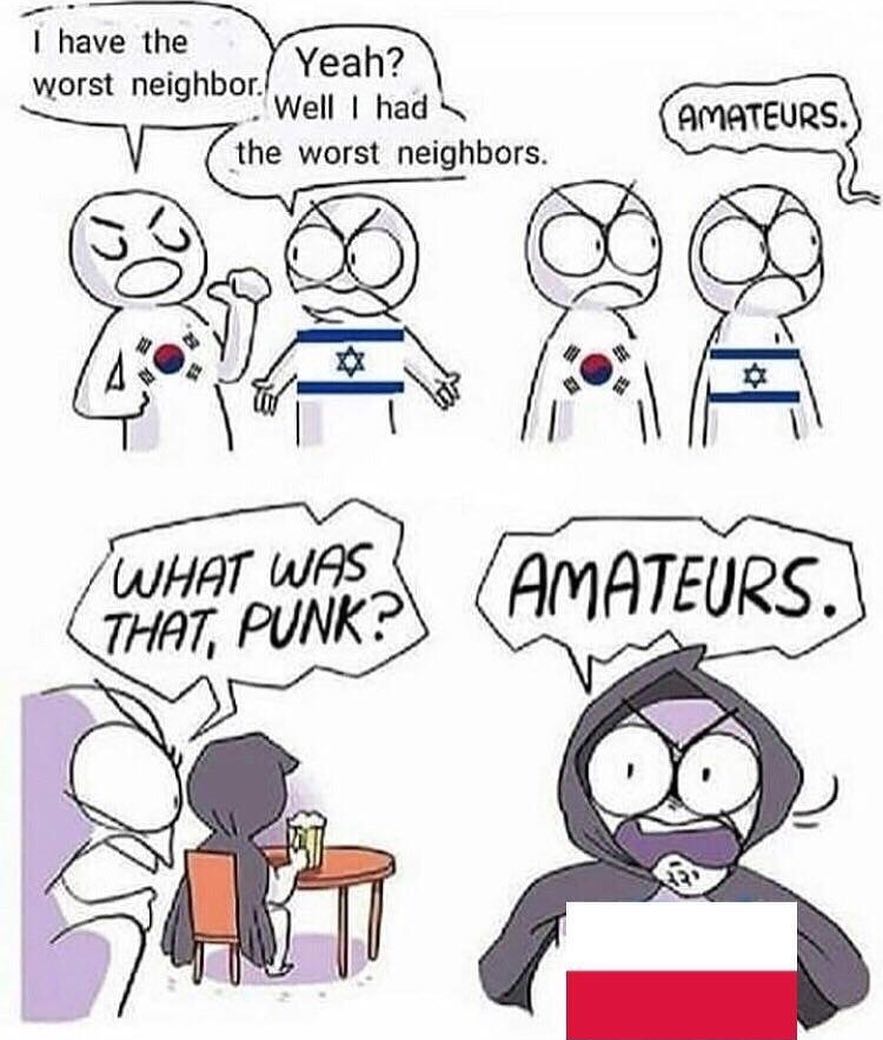 I have the
worst neighbor.
Yeah?
Well I had
the worst neighbors.
AMATEURS.
WHAT WAS
THAT, PUNK?
AMATEURS.